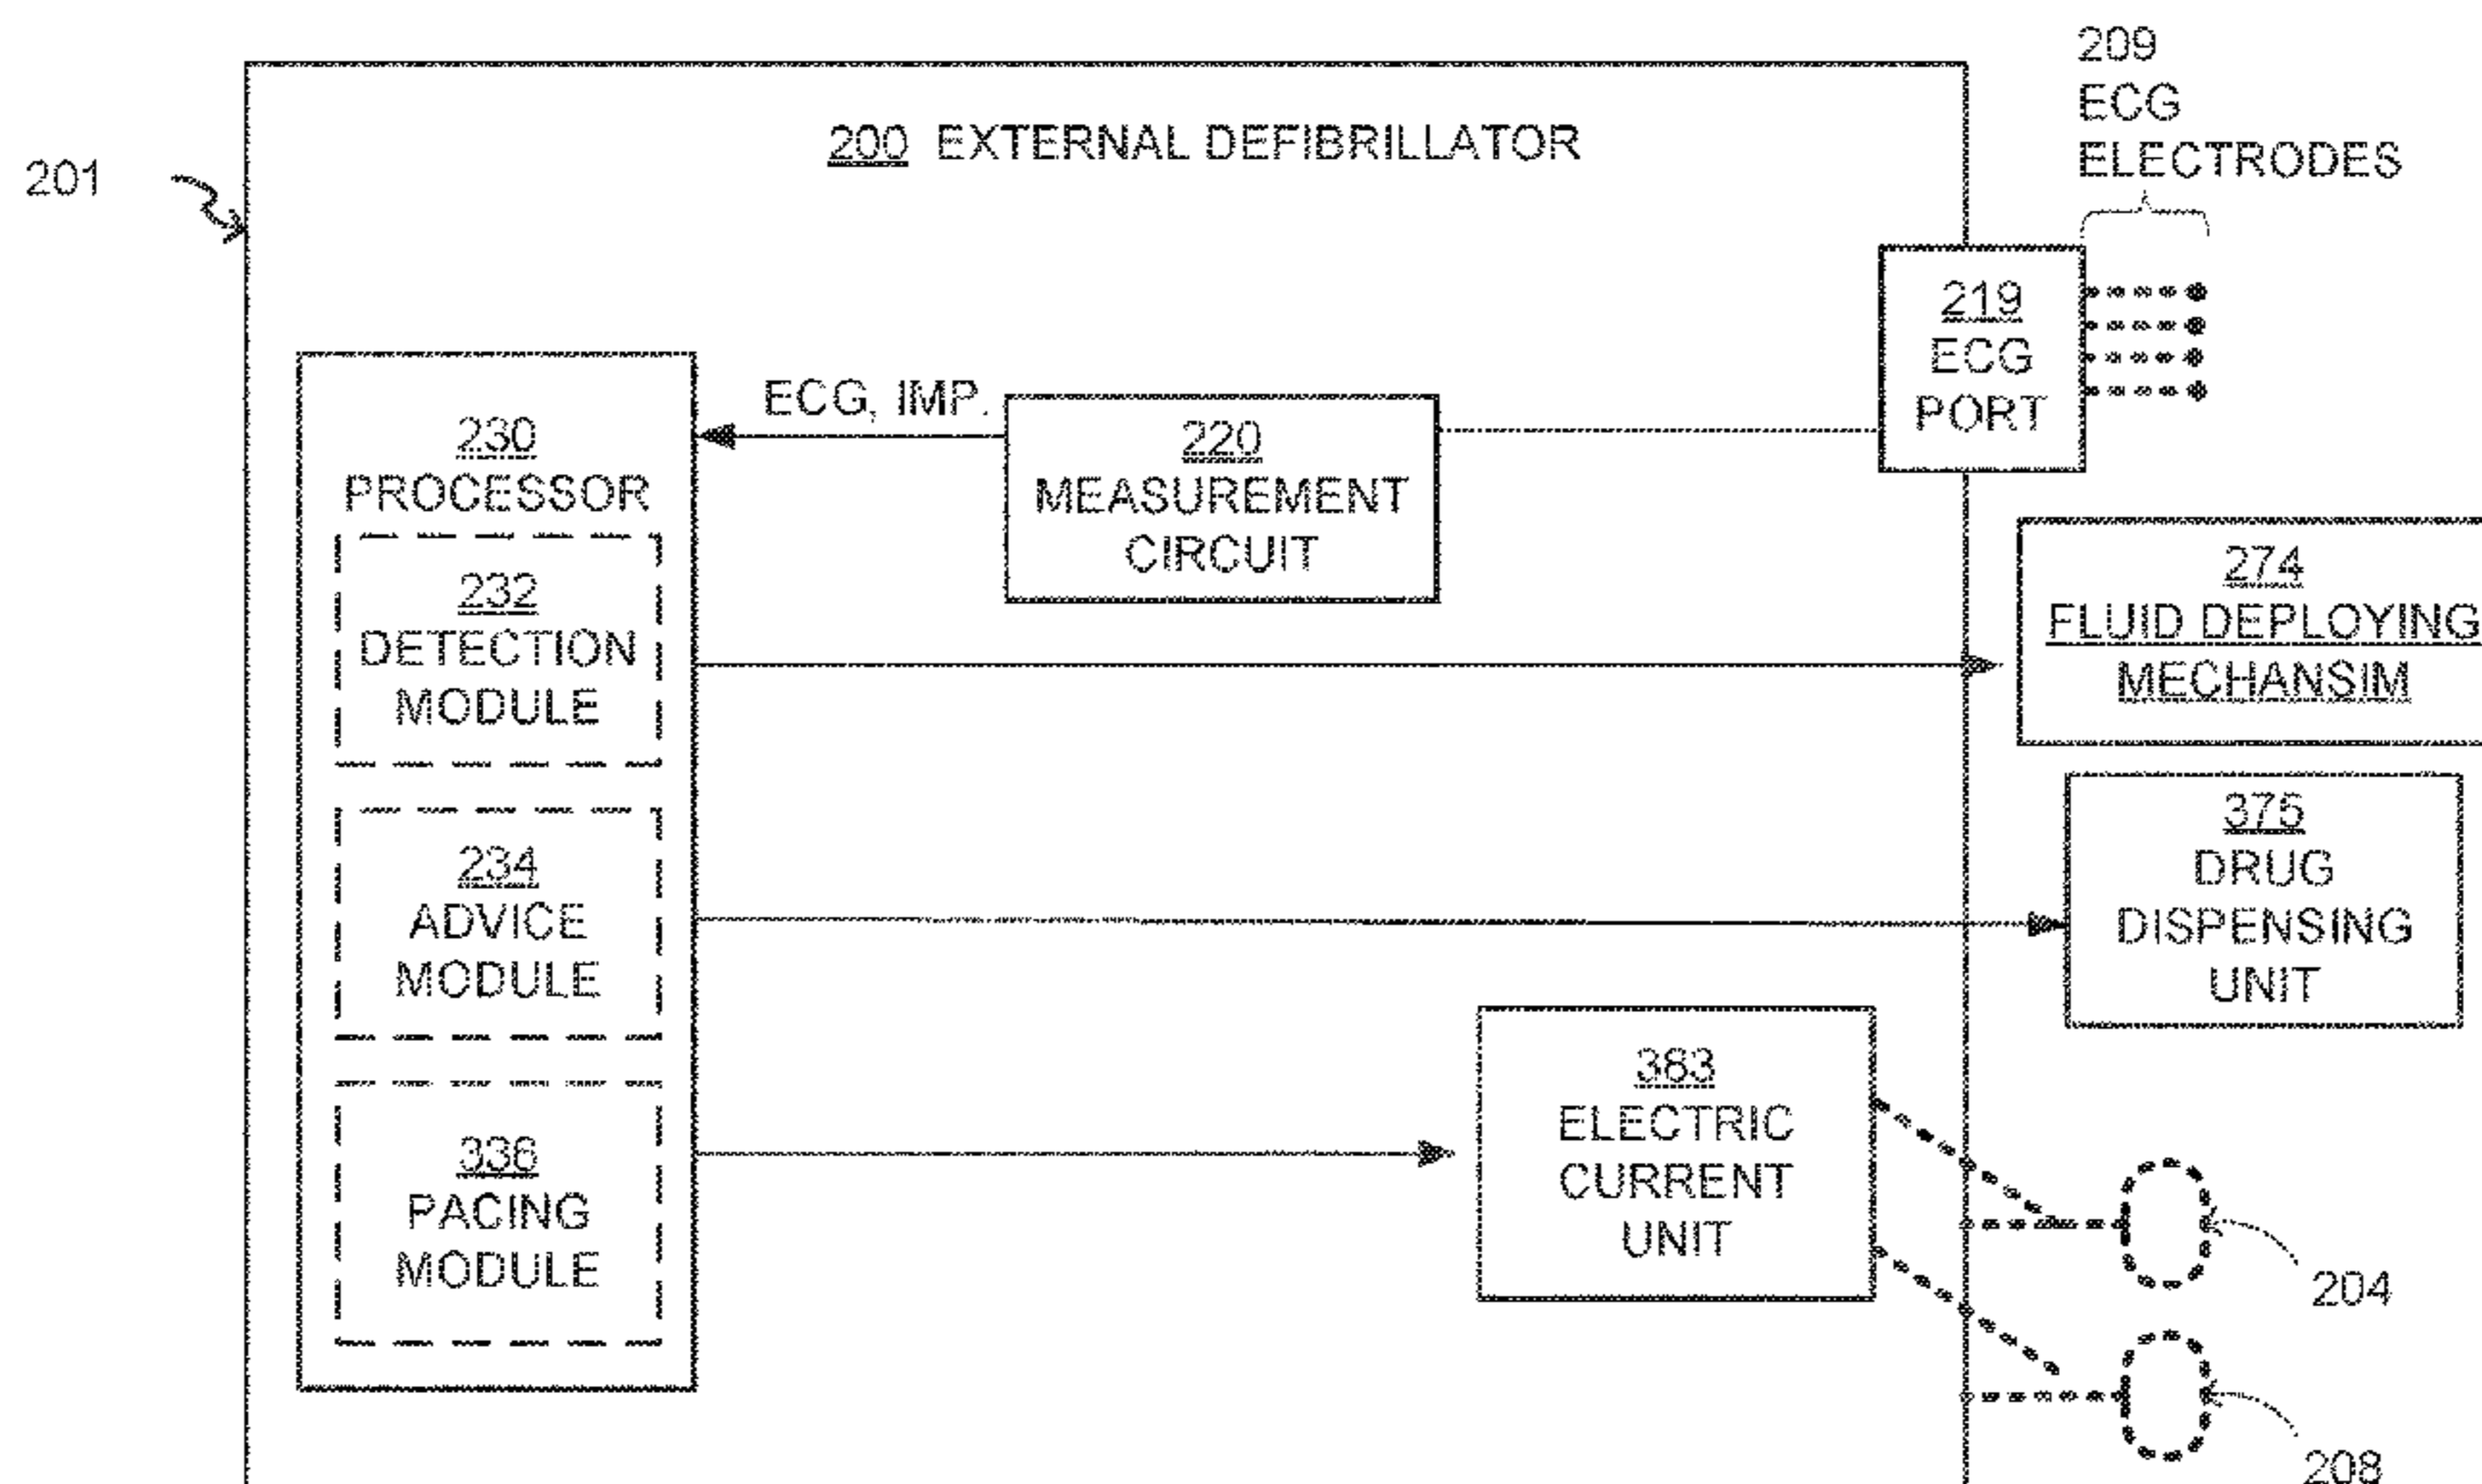 209
ECG
ELECTRODES
200 EXTERNAL DEFIBRILLATOR
201
219
ECG
PORT
ECG, IMP.
230
PROCESSOR
220
MEASUREMENT
CIRCUIT
232
DETECTION
MODULE
274
FLUID DEPLOYING
MECHANSIM
234
ADVICE
MODULE
375
DRUG
DISPENSING
UNIT
336
PACING
MODULE
383
ELECTRIC
CURRENT
UNIT
204
208